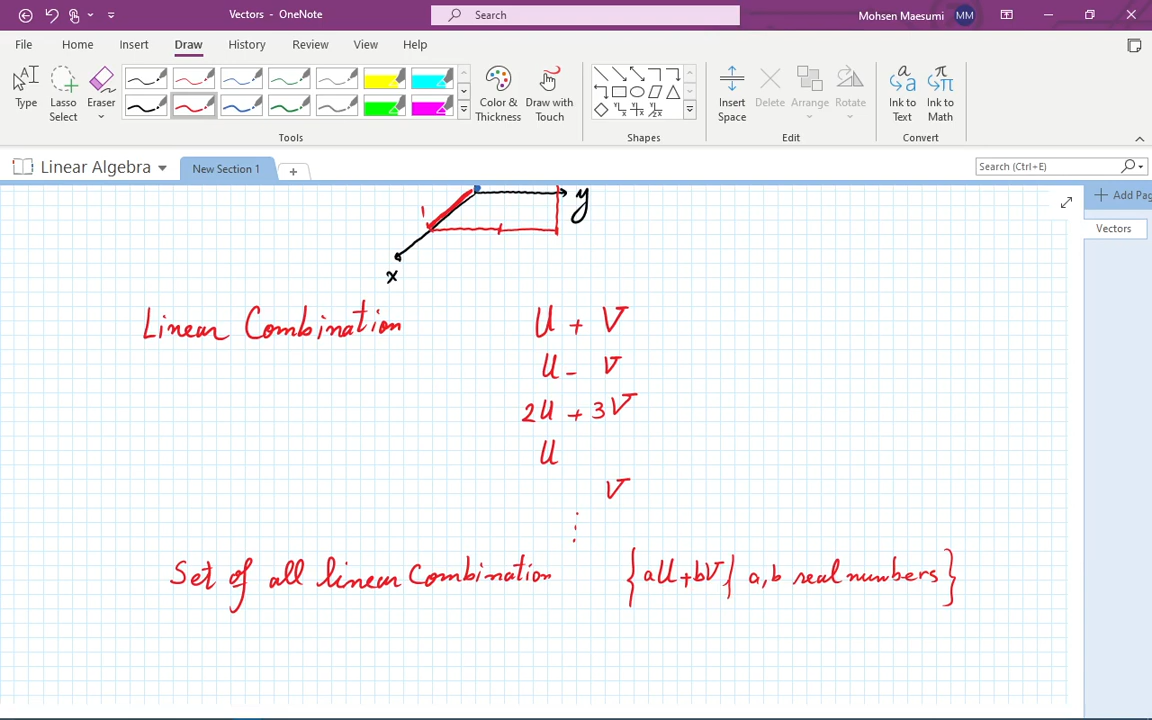 Vectors - OneNote
Search
Mohsen Maesumi MM
File Home Insert Draw History Review View Help
Type
Lasso Select
Eraser
Color & Thickness
Draw with Touch
Insert Space
Delete
Arrange
Rotate
Ink to Text
Ink to Math
Tools
Shapes
Edit
Convert
Linear Algebra
New Section 1
+
Search (Ctrl+E)
Add Pag
Vectors
y
1
x
Linear Combination
U + V
U - V
2U + 3V
U
V
⋮
Set of all linear Combination {aU+bV| a,b real numbers}